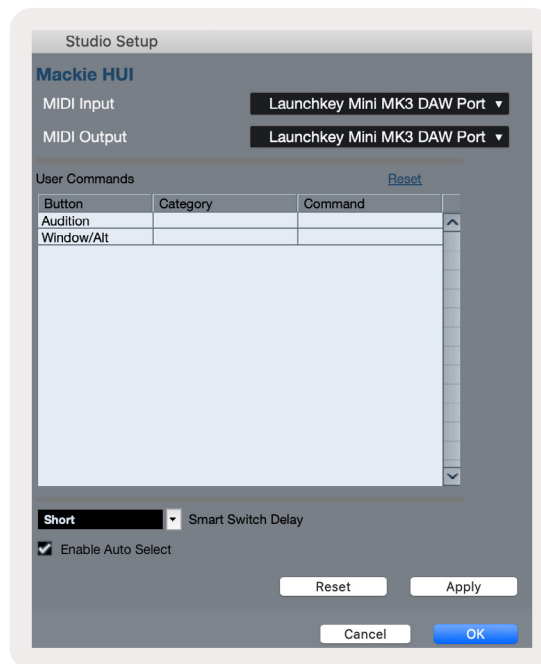 Studio Setup
Mackie HUI
MIDI Input Launchkey Mini MK3 DAW Port
MIDI Output Launchkey Mini MK3 DAW Port
User Commands Reset
Button Category Command
Audition
Window/Alt
Short Smart Switch Delay
Enable Auto Select
Reset Apply
Cancel OK